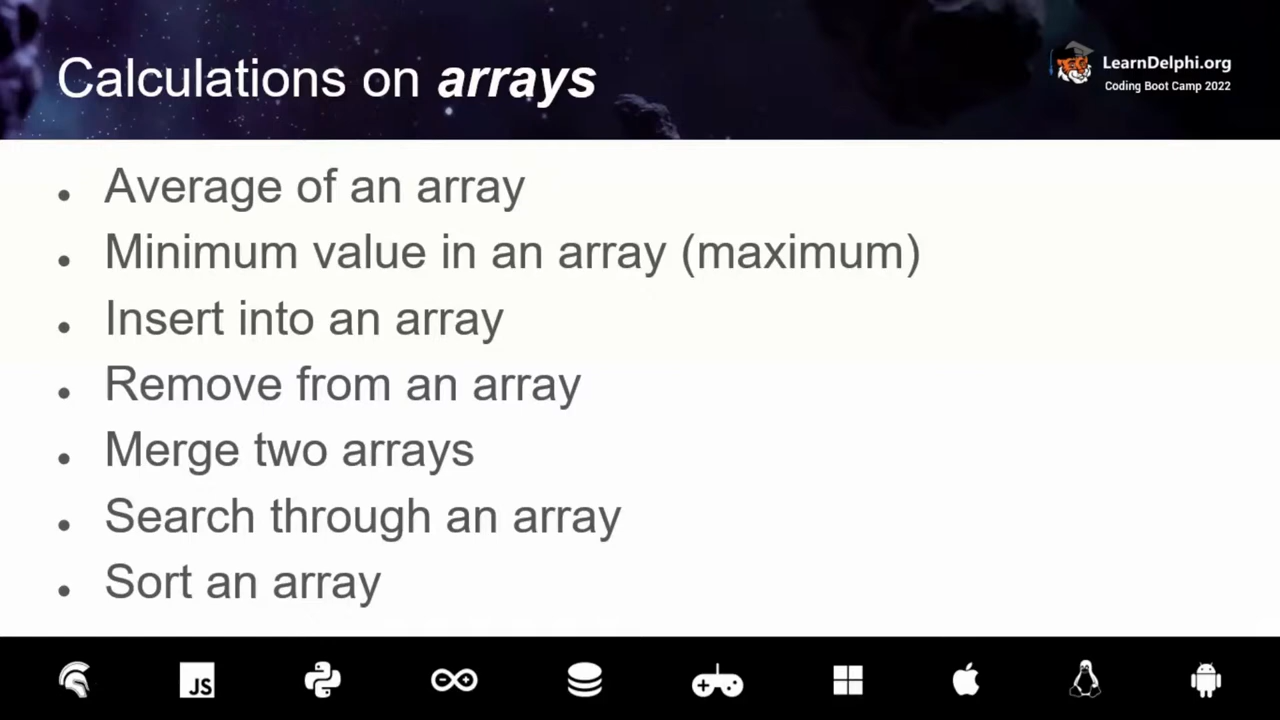 Calculations on arrays
LearnDelphi.org
Coding Boot Camp 2022
• Average of an array
• Minimum value in an array (maximum)
• Insert into an array
• Remove from an array
• Merge two arrays
• Search through an array
• Sort an array
JS